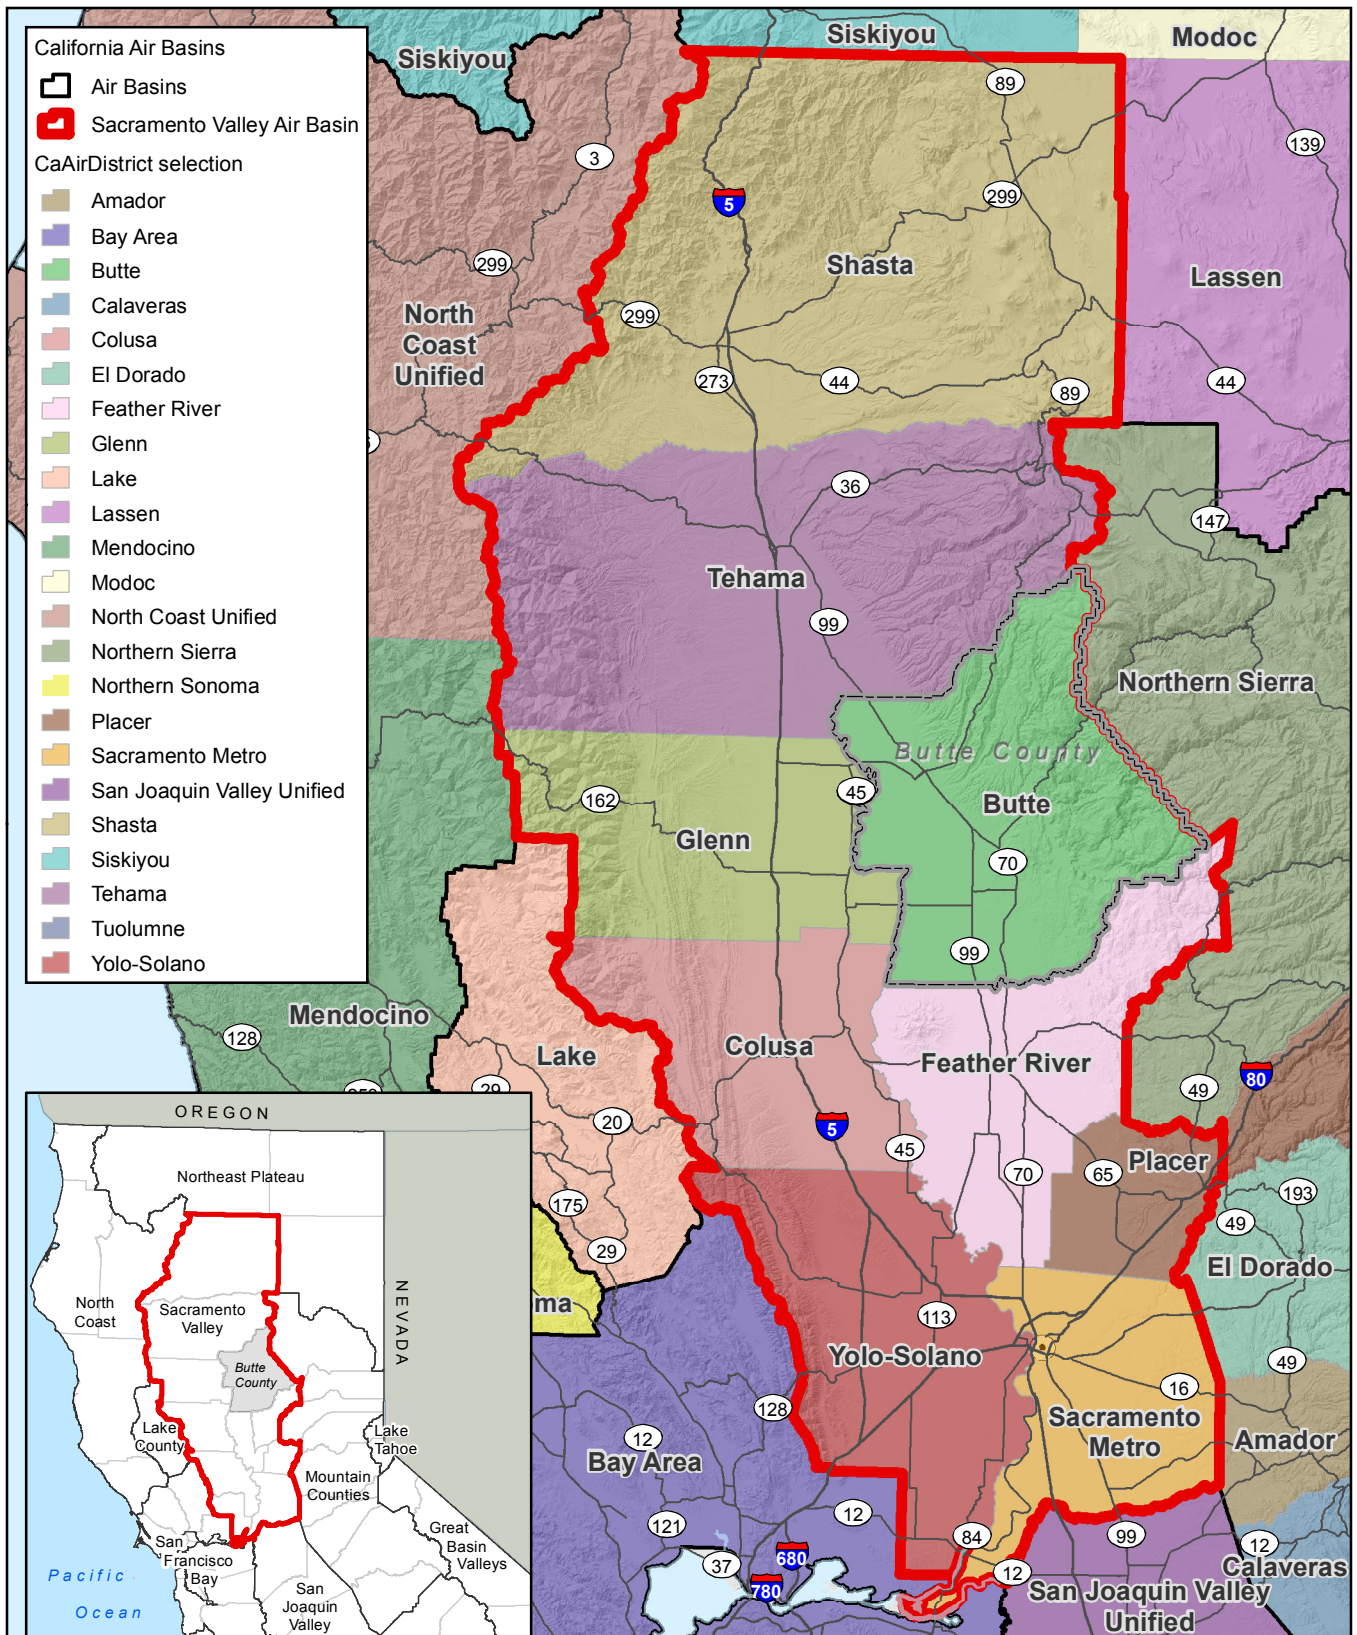 California Air Basins
Air Basins
Sacramento Valley Air Basin
CaAirDistrict selection
Amador
Bay Area
Butte
Calaveras
Colusa
El Dorado
Feather River
Glenn
Lake
Lassen
Mendocino
Modoc
North Coast Unified
Northern Sierra
Northern Sonoma
Placer
Sacramento Metro
San Joaquin Valley Unified
Shasta
Siskiyou
Tehama
Tuolumne
Yolo-Solano
Siskiyou
Siskiyou
Modoc
89
139
3
5
299
299
Shasta
Lassen
North
Coast
Unified
299
273
44
89
44
36
147
Tehama
99
Northern Sierra
Butte County
45
Butte
162
Glenn
70
99
Mendocino
128
Lake
Colusa
Feather River
80
49
29
20
5
45
70
65
Placer
193
175
49
29
El Dorado
oma
113
Yolo-Solano
49
16
128
Sacramento
Metro
12
Bay Area
Amador
12
121
84
99
12
680
37
780
12
Calaveras
San Joaquin Valley
Unified
OREGON
Northeast Plateau
NEVADA
North
Coast
Sacramento
Valley
Butte
County
Lake
County
Lake
Tahoe
Mountain
Counties
Great
Basin
Valleys
San
Francisco
Bay
San
Joaquin
Valley
Pacific
Ocean